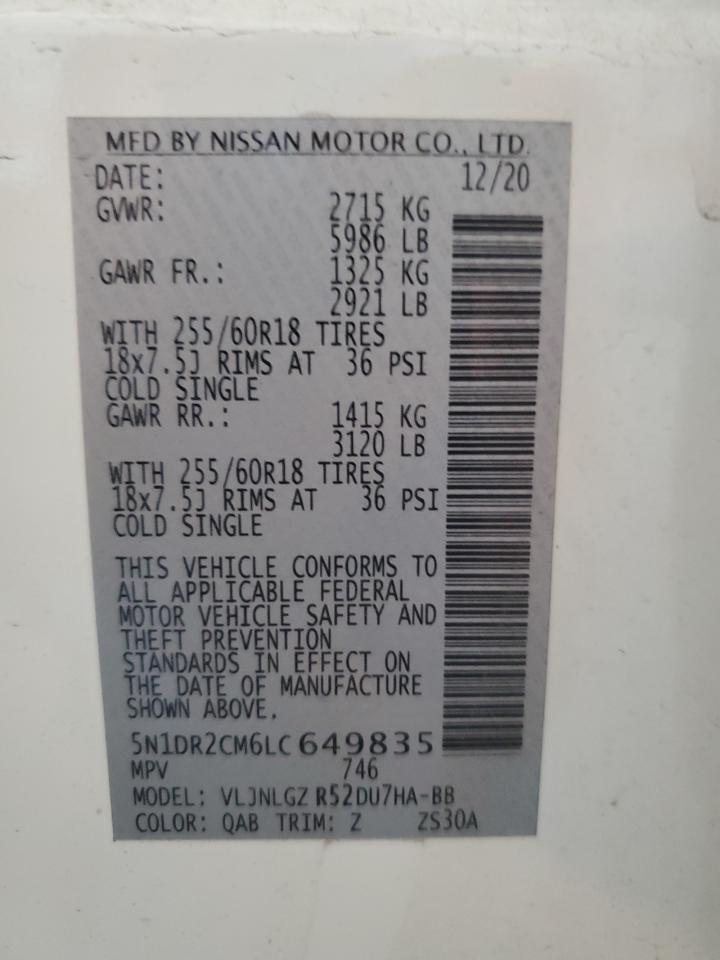 MFD BY NISSAN MOTOR CO., LTD.
DATE: 12/20
GVWR: 2715 KG
5986 LB
GAWR FR.: 1325 KG
2921 LB
WITH 255/60R18 TIRES
18x7.5J RIMS AT 36 PSI
COLD SINGLE
GAWR RR.: 1415 KG
3120 LB
WITH 255/60R18 TIRES
18x7.5J RIMS AT 36 PSI
COLD SINGLE
THIS VEHICLE CONFORMS TO
ALL APPLICABLE FEDERAL
MOTOR VEHICLE SAFETY AND
THEFT PREVENTION
STANDARDS IN EFFECT ON
THE DATE OF MANUFACTURE
SHOWN ABOVE.
5N1DR2CM6LC649835
MPV 746
MODEL: VLJNLGZ R52DU7HA-BB
COLOR: QAB TRIM: Z ZS30A